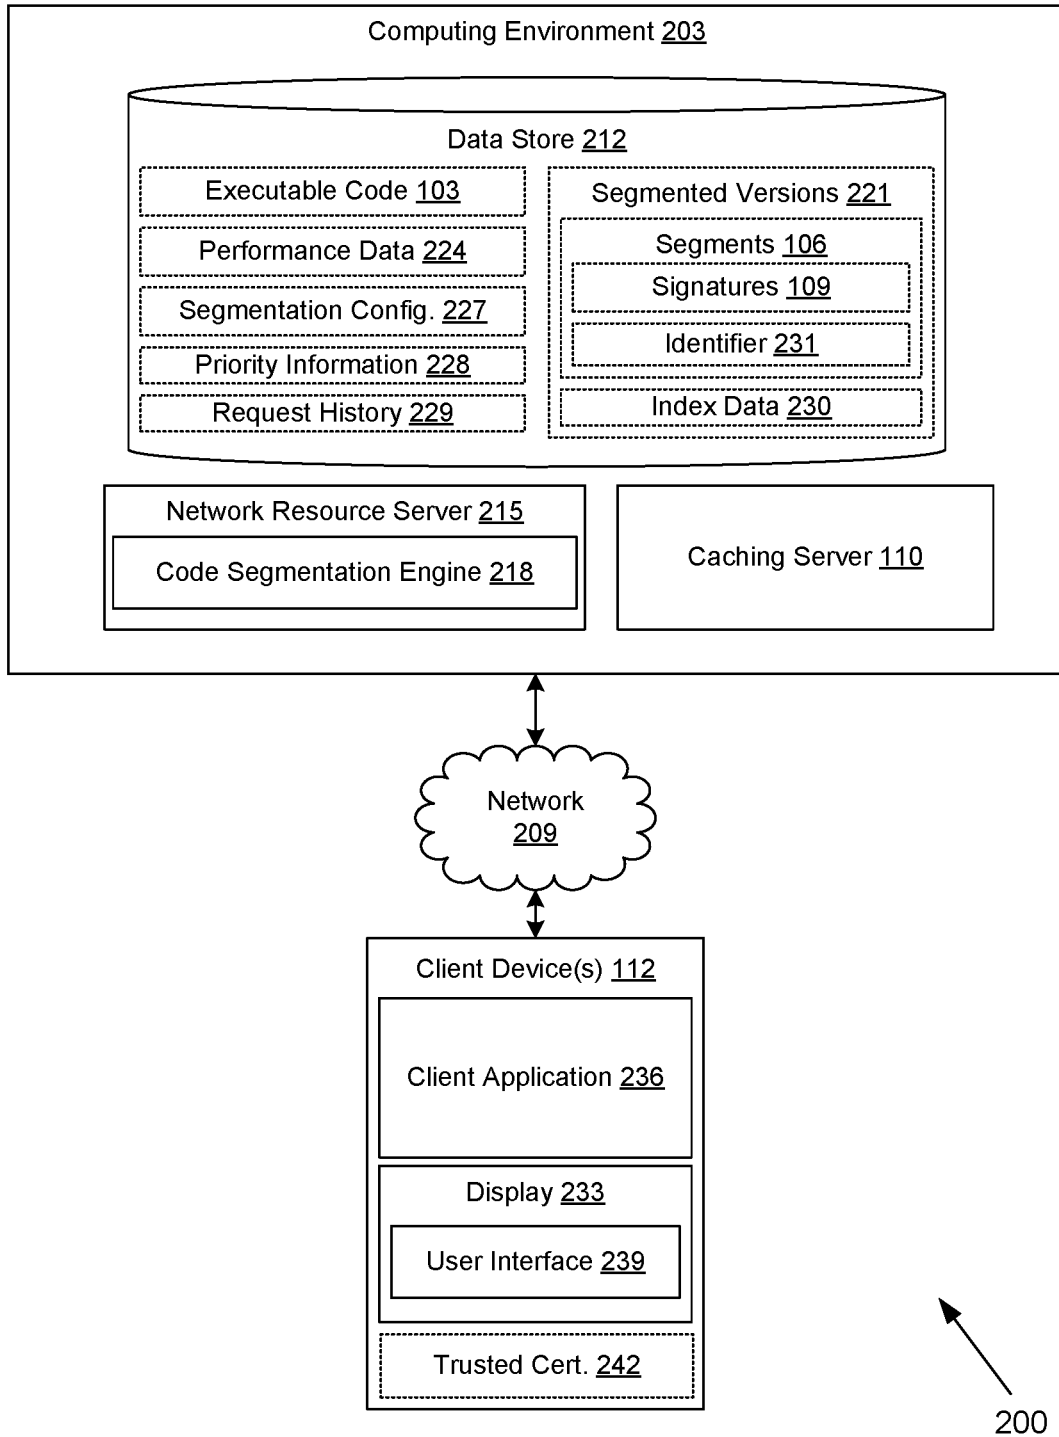 Computing Environment 203
Data Store 212
Executable Code 103
Performance Data 224
Segmentation Config. 227
Priority Information 228
Request History 229
Segmented Versions 221
Segments 106
Signatures 109
Identifier 231
Index Data 230
Network Resource Server 215
Code Segmentation Engine 218
Caching Server 110
Network
209
Client Device(s) 112
Client Application 236
Display 233
User Interface 239
Trusted Cert. 242
200